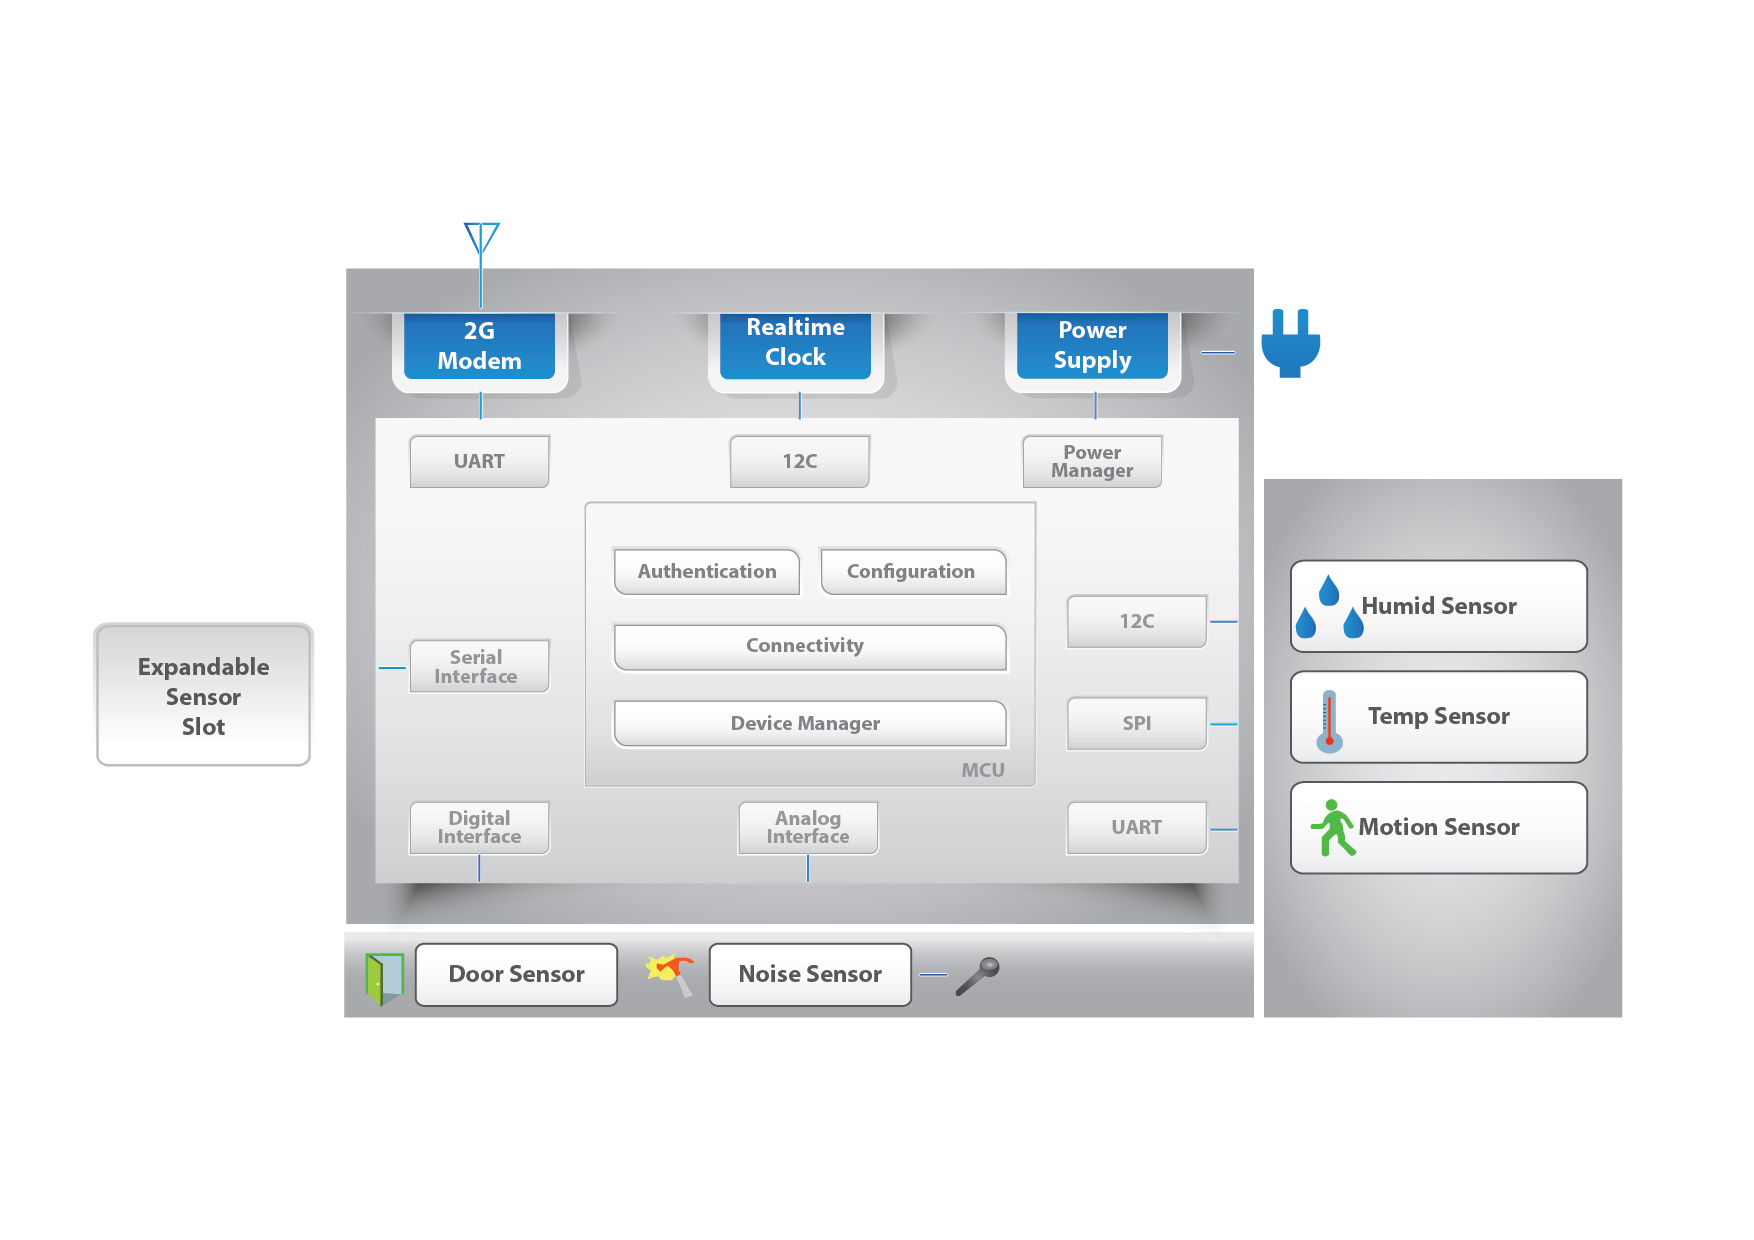 2G
Modem
Realtime
Clock
Power
Supply
UART
12C
Power
Manager
Authentication
Configuration
Connectivity
Device Manager
MCU
Serial
Interface
12C
SPI
UART
Digital
Interface
Analog
Interface
Expandable
Sensor
Slot
Humid Sensor
Temp Sensor
Motion Sensor
Door Sensor
Noise Sensor